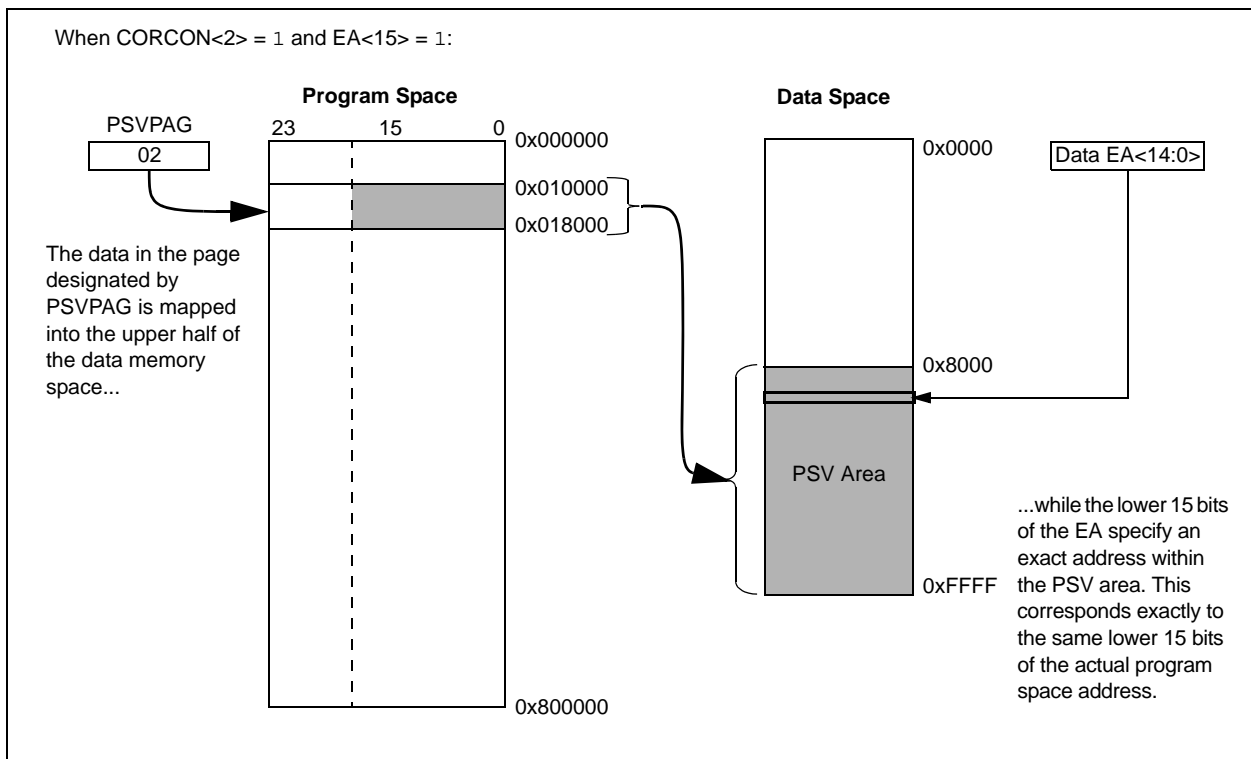 When CORCON<2> = 1 and EA<15> = 1:
PSVPAG
02
The data in the page
designated by
PSVPAG is mapped
into the upper half of
the data memory
space...
Program Space
23 15 0
0x000000
0x010000
0x018000
0x800000
Data Space
0x0000
0x8000
PSV Area
0xFFFF
Data EA<14:0>
...while the lower 15 bits
of the EA specify an
exact address within
the PSV area. This
corresponds exactly to
the same lower 15 bits
of the actual program
space address.